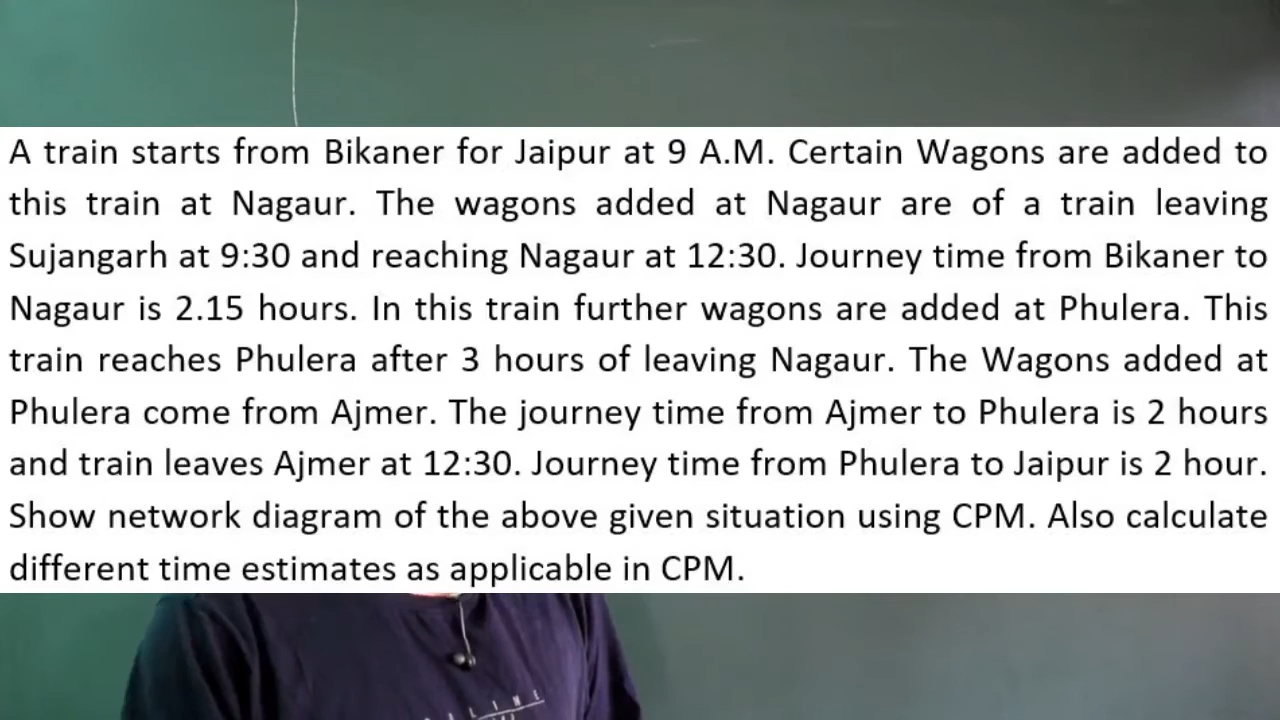 A train starts from Bikaner for Jaipur at 9 A.M. Certain Wagons are added to
this train at Nagaur. The wagons added at Nagaur are of a train leaving
Sujangarh at 9:30 and reaching Nagaur at 12:30. Journey time from Bikaner to
Nagaur is 2.15 hours. In this train further wagons are added at Phulera. This
train reaches Phulera after 3 hours of leaving Nagaur. The Wagons added at
Phulera come from Ajmer. The journey time from Ajmer to Phulera is 2 hours
and train leaves Ajmer at 12:30. Journey time from Phulera to Jaipur is 2 hour.
Show network diagram of the above given situation using CPM. Also calculate
different time estimates as applicable in CPM.